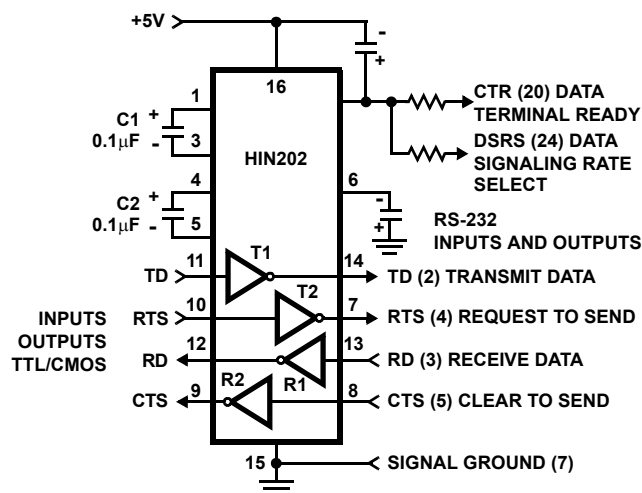 +5V
-
+
16
1
CTR (20) DATA
TERMINAL READY
C1
+
0.1µF
-
3
HIN202
DSRS (24) DATA
SIGNALING RATE
SELECT
4
6
C2
+
0.1µF
-
5
-
+
RS-232
INPUTS AND OUTPUTS
T1
TD
11
14
TD (2) TRANSMIT DATA
T2
INPUTS
OUTPUTS
TTL/CMOS
RTS
10
7
RTS (4) REQUEST TO SEND
RD
12
13
RD (3) RECEIVE DATA
R2
R1
CTS
9
8
CTS (5) CLEAR TO SEND
15
SIGNAL GROUND (7)